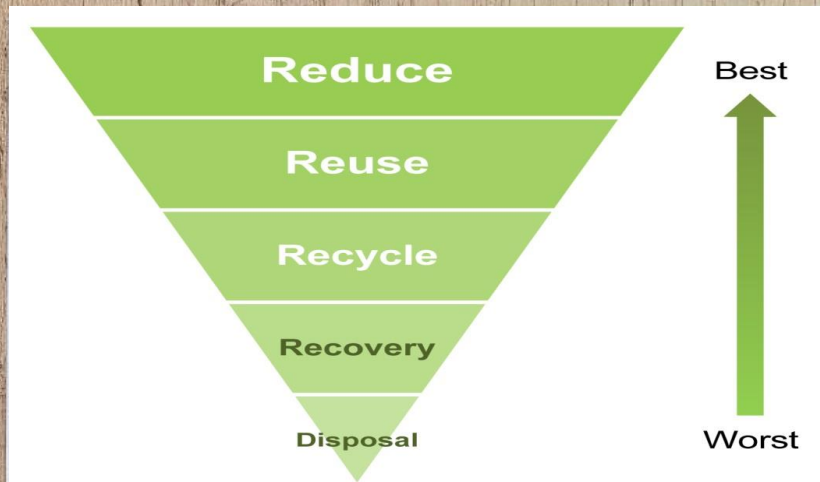 Reduce
Best
Reuse
Recycle
Recovery
Disposal
Worst